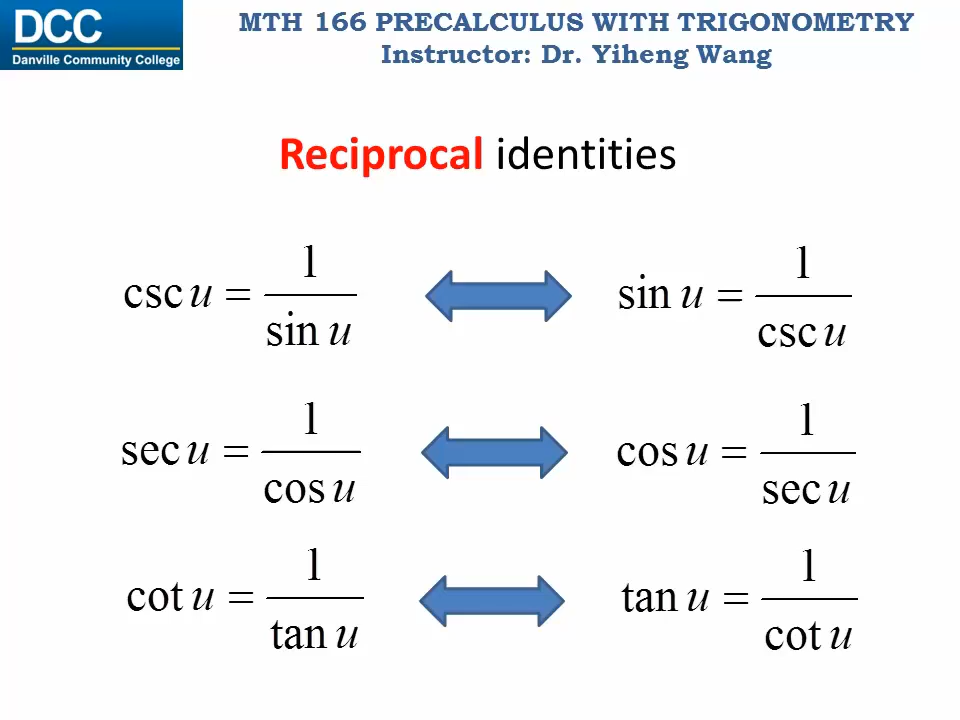 DCC
Danville Community College
MTH 166 PRECALCULUS WITH TRIGONOMETRY
Instructor: Dr. Yiheng Wang
Reciprocal identities
csc u = 1/sin u
sin u = 1/csc u
sec u = 1/cos u
cos u = 1/sec u
cot u = 1/tan u
tan u = 1/cot u